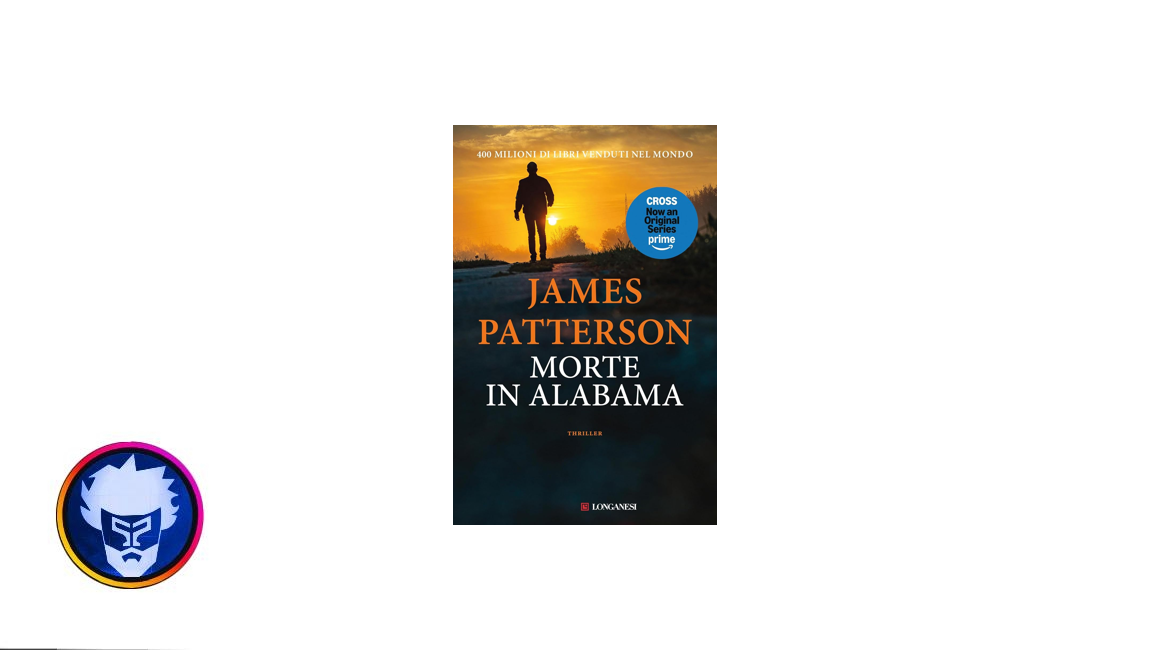 400 MILIONI DI LIBRI VENDUTI NEL MONDO
CROSS
Now an
Original
Series
prime
JAMES
PATTERSON
MORTE
IN ALABAMA
THRILLER
LONGANESI